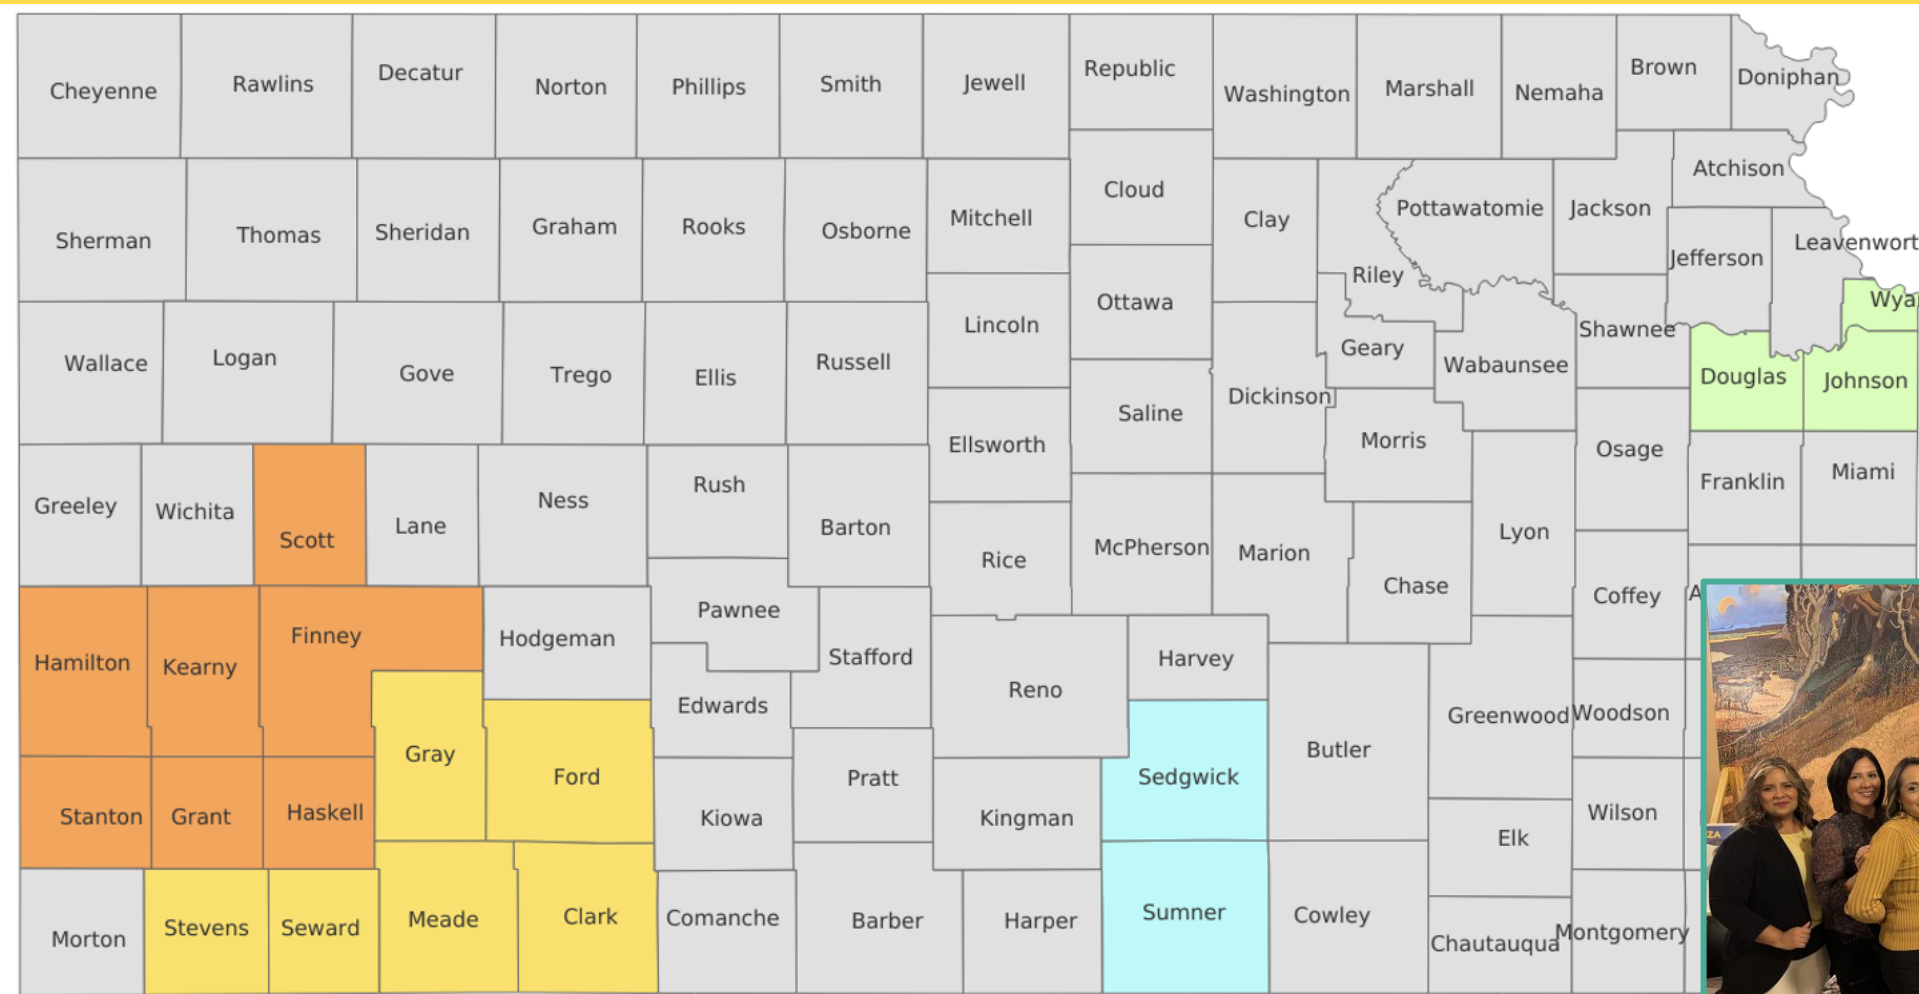 Cheyenne
Rawlins
Decatur
Norton
Phillips
Smith
Jewell
Republic
Washington
Marshall
Nemaha
Brown
Doniphan
Sherman
Thomas
Sheridan
Graham
Rooks
Osborne
Mitchell
Cloud
Clay
Riley
Pottawatomie
Jackson
Atchison
Jefferson
Leavenwort
Wya
Wallace
Logan
Gove
Trego
Ellis
Russell
Lincoln
Ottawa
Dickinson
Geary
Wabaunsee
Shawnee
Douglas
Johnson
Greeley
Wichita
Scott
Lane
Ness
Rush
Barton
Ellsworth
Saline
Morris
Osage
Franklin
Miami
Rice
McPherson
Marion
Chase
Lyon
Coffey
A
Hamilton
Kearny
Finney
Hodgeman
Pawnee
Stafford
Edwards
Reno
Harvey
Greenwood
Woodson
Gray
Ford
Kiowa
Pratt
Kingman
Sedgwick
Butler
Elk
Wilson
ZA
Stanton
Grant
Haskell
Morton
Stevens
Seward
Meade
Clark
Comanche
Barber
Harper
Sumner
Cowley
Chautauqua
Montgomery